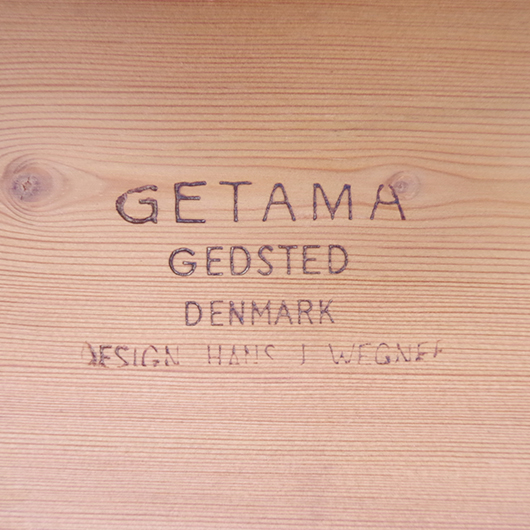 GETAMA
GEDSTED
DENMARK
DESIGN HANS J WEGNER